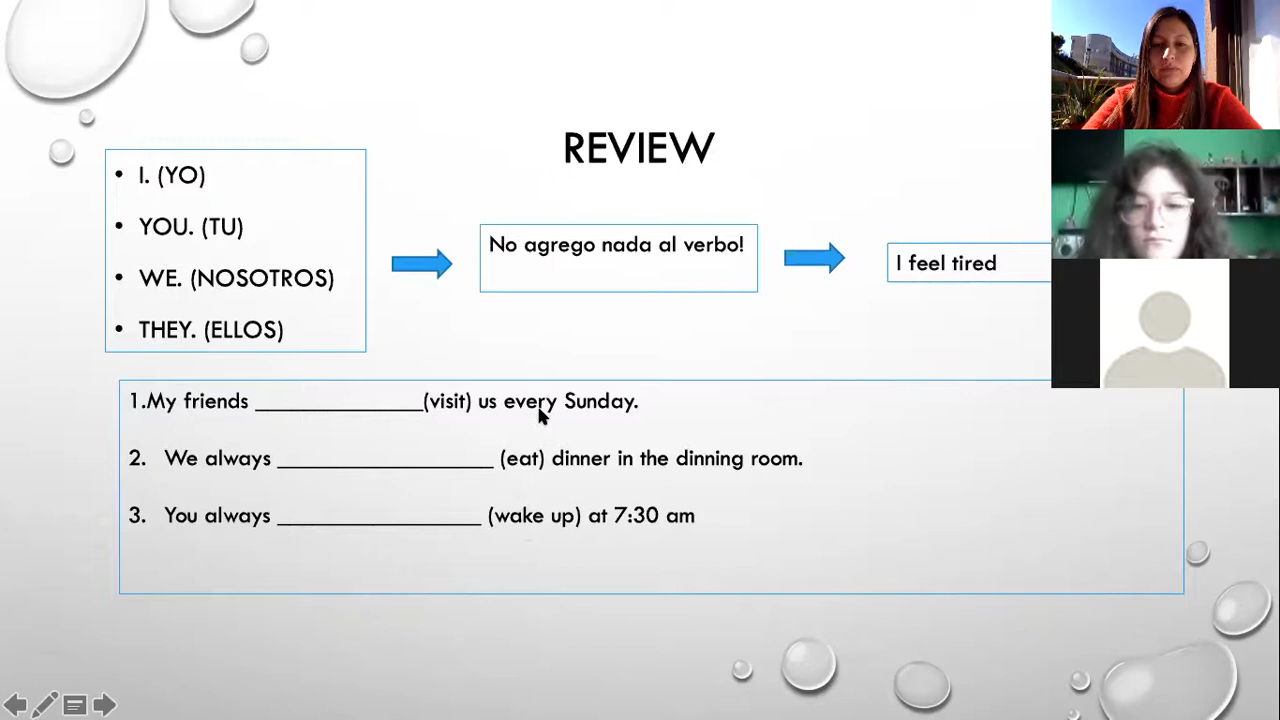 REVIEW
• I. (YO)
• YOU. (TU)
• WE. (NOSOTROS)
• THEY. (ELLOS)
No agrego nada al verbo!
I feel tired
1.My friends ______________(visit) us every Sunday.
2. We always __________________ (eat) dinner in the dinning room.
3. You always _________________ (wake up) at 7:30 am